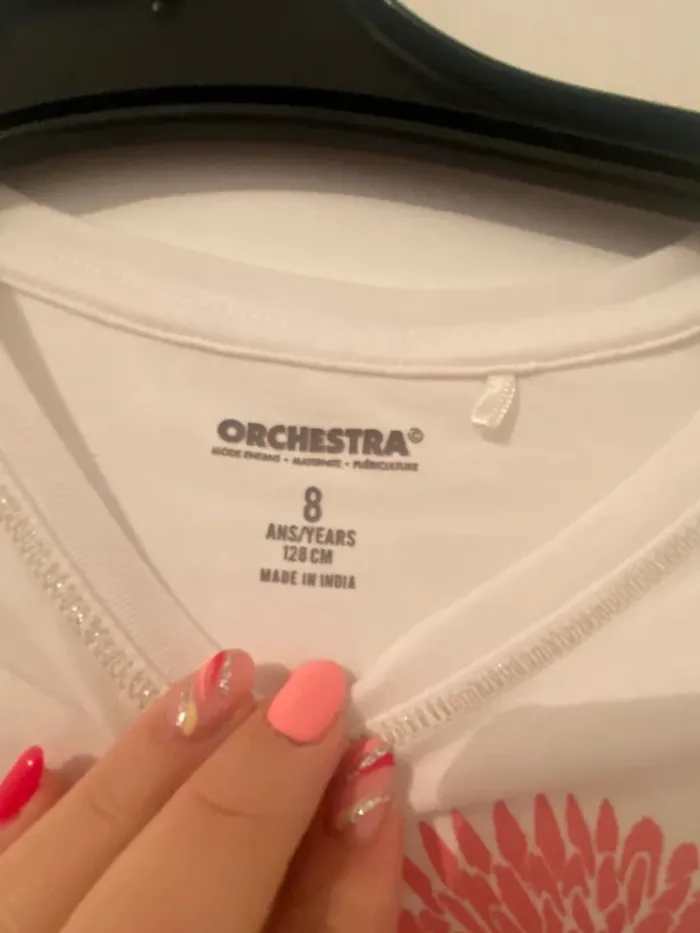 ORCHESTRA©
MODE ENFANT • MATERNITÉ • PUÉRICULTURE
8
ANS/YEARS
128 CM
MADE IN INDIA